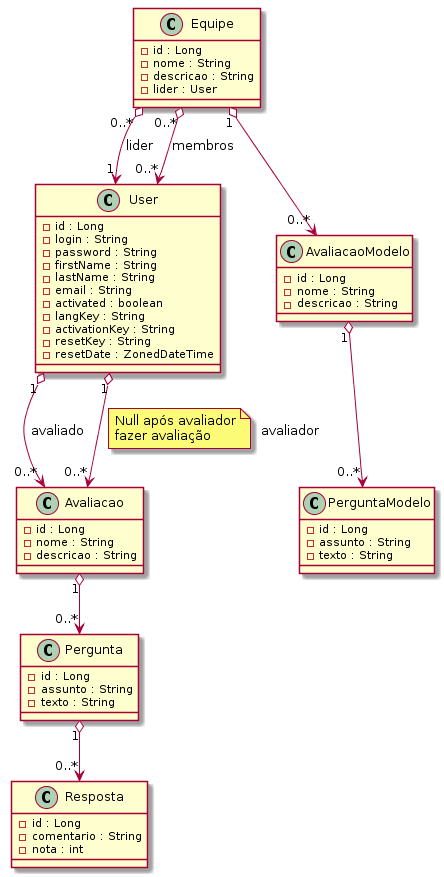 C Equipe
id : Long
nome : String
descricao : String
lider : User
0..* 0..* 1
lider membros
1 0..* 0..*
C User
id : Long
login : String
password : String
firstName : String
lastName : String
email : String
activated : boolean
langKey : String
activationKey : String
resetKey : String
resetDate : ZonedDateTime
C AvaliacaoModelo
id : Long
nome : String
descricao : String
1 1 1
avaliado
Null após avaliador
fazer avaliação
avaliador
0..* 0..* 0..*
C Avaliacao
id : Long
nome : String
descricao : String
C PerguntaModelo
id : Long
assunto : String
texto : String
1
0..*
C Pergunta
id : Long
assunto : String
texto : String
1
0..*
C Resposta
id : Long
comentario : String
nota : int